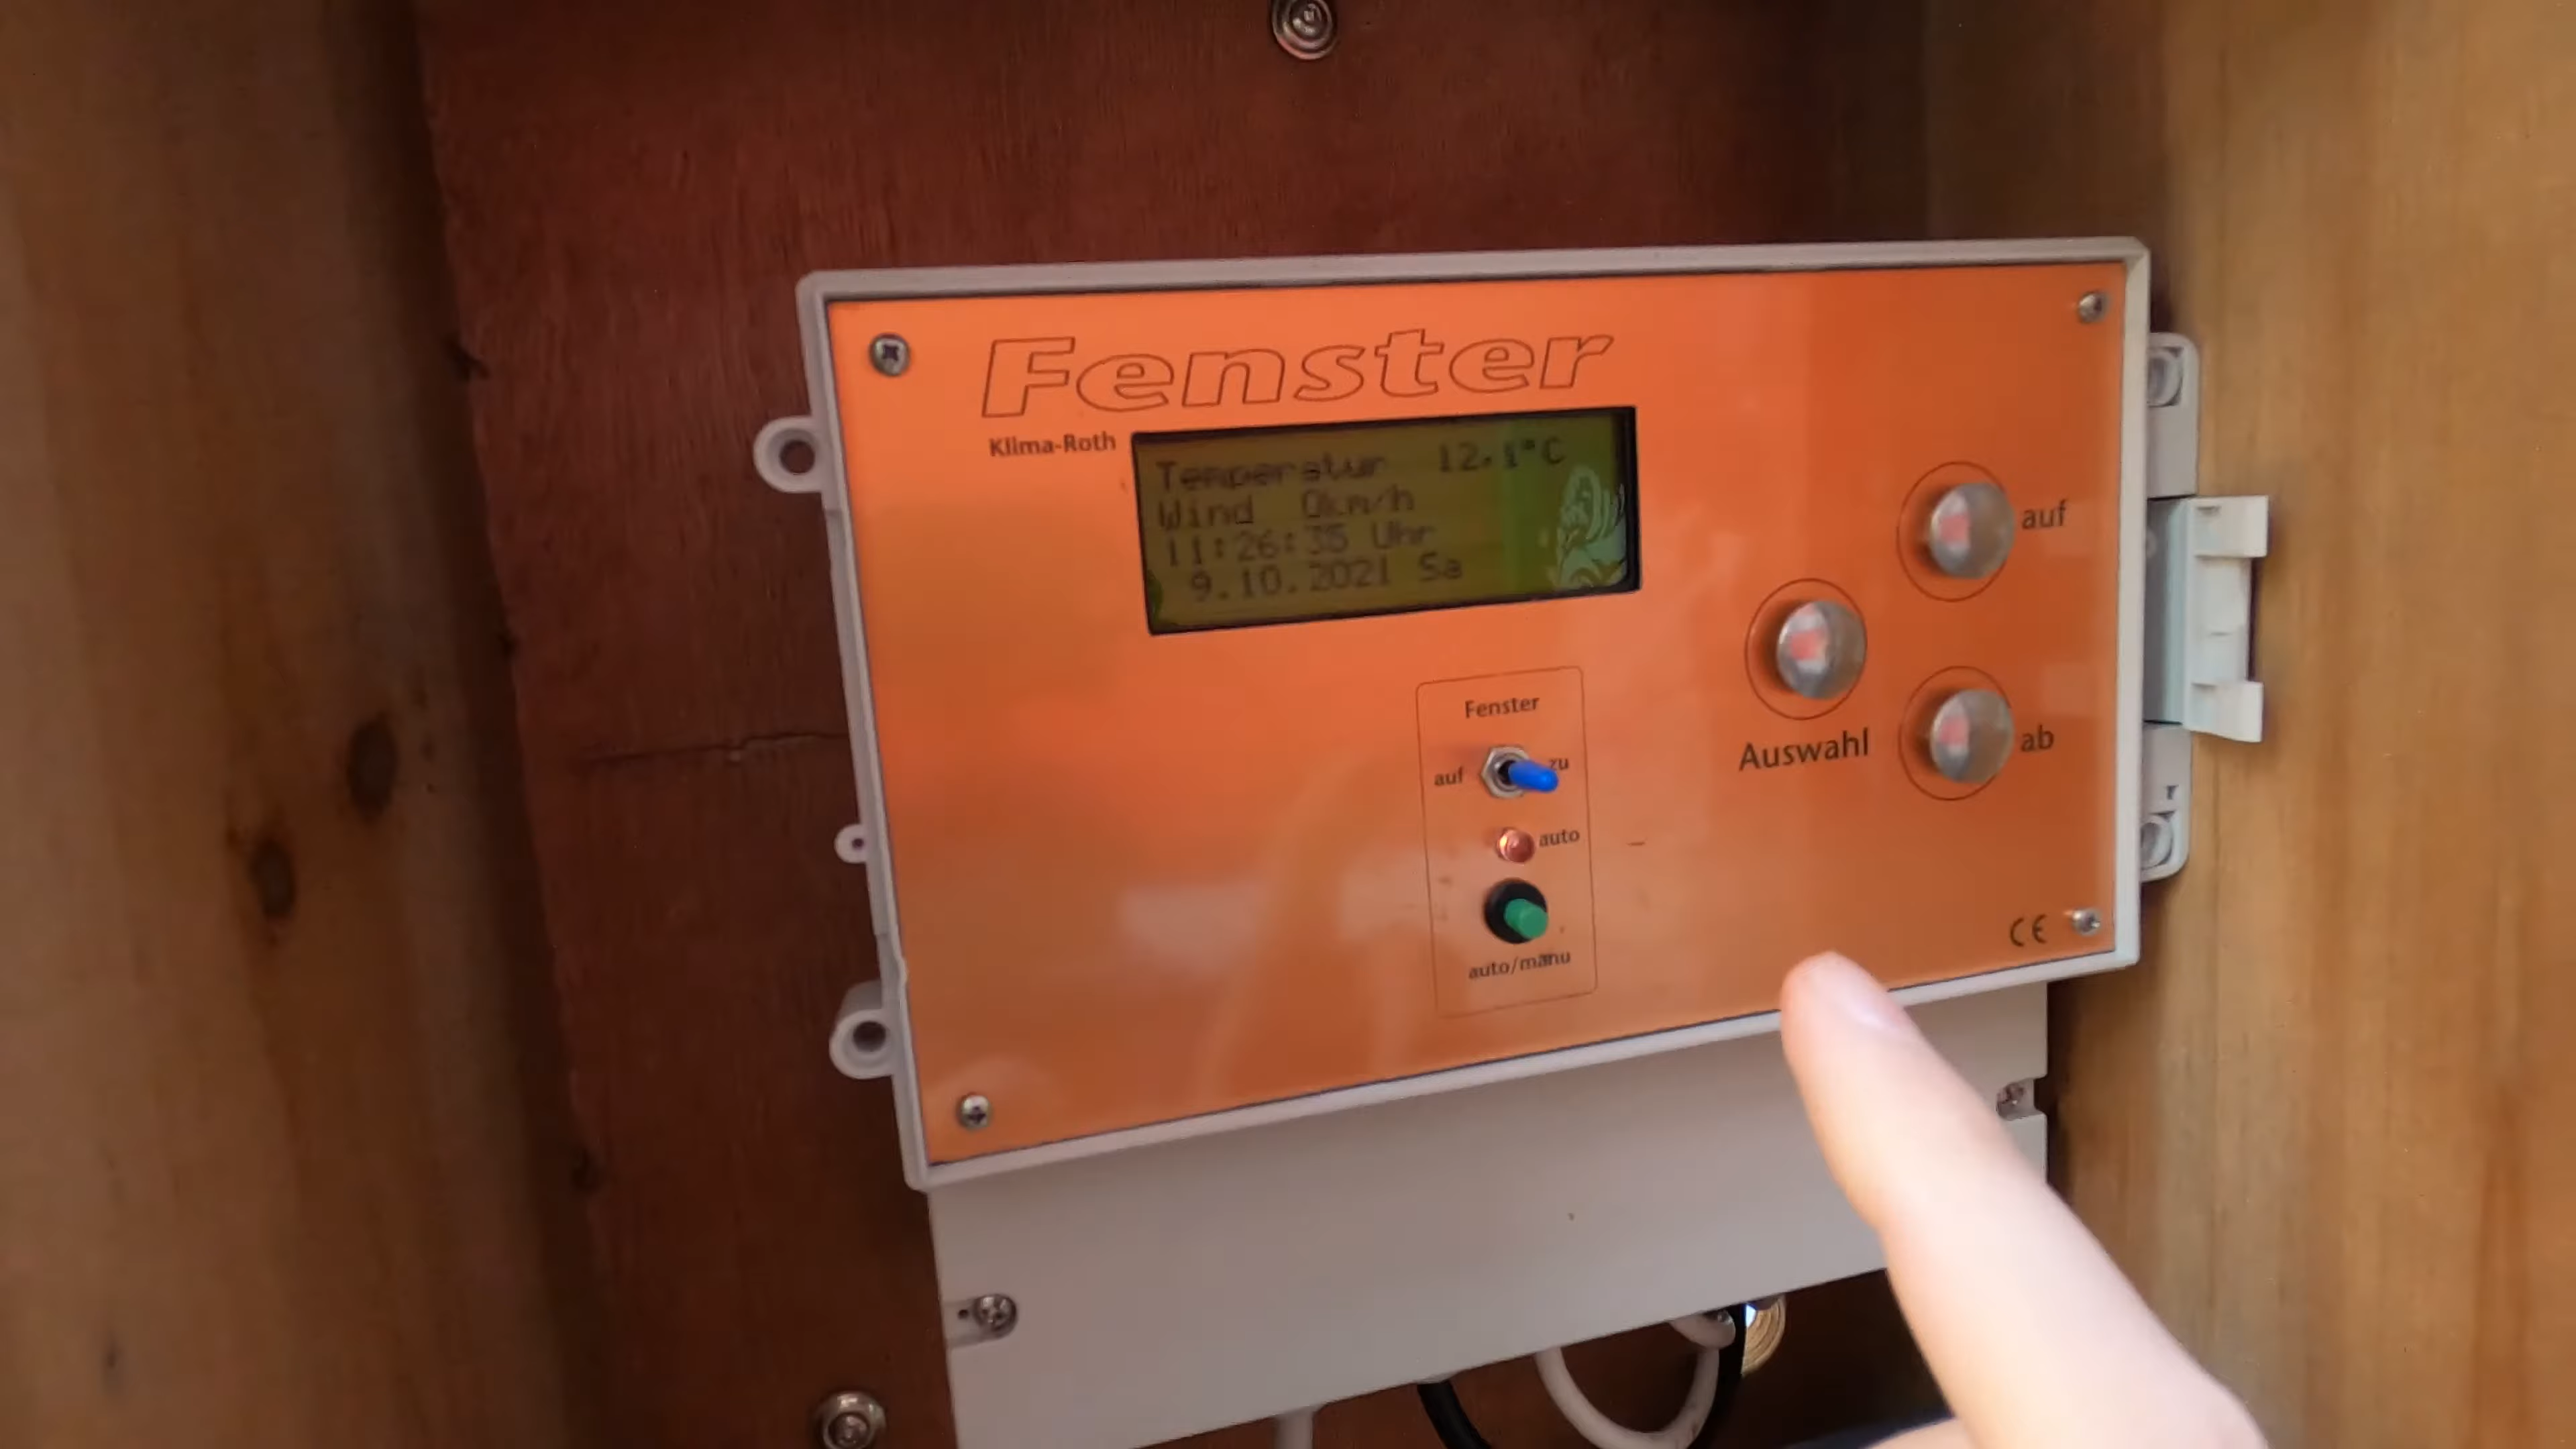 Fenster
Klima-Roth
Temperatur 12.1°C
Wind 0km/h
11:26:35 Uhr
9.10.2021 Sa
auf
Auswahl
ab
Fenster
auf zu
auto
auto/manu
CE